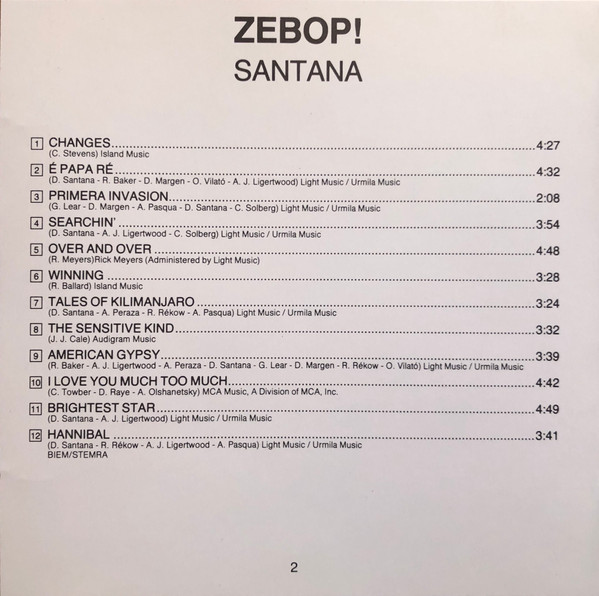 ZEBOP!
SANTANA
1 CHANGES........4:27
(C. Stevens) Island Music
2 É PAPA RÉ........4:32
(D. Santana - R. Baker - D. Margen - O. Vilató - A. J. Ligertwood) Light Music / Urmila Music
3 PRIMERA INVASION........2:08
(G. Lear - D. Margen - A. Pasqua - D. Santana - C. Solberg) Light Music / Urmila Music
4 SEARCHIN'........3:54
(D. Santana - A. J. Ligertwood - C. Solberg) Light Music / Urmila Music
5 OVER AND OVER........4:48
(R. Meyers)Rick Meyers (Administered by Light Music)
6 WINNING........3:28
(R. Ballard) Island Music
7 TALES OF KILIMANJARO........3:24
(D. Santana - A. Peraza - R. Rékow - A. Pasqua) Light Music / Urmila Music
8 THE SENSITIVE KIND........3:32
(J. J. Cale) Audigram Music
9 AMERICAN GYPSY........3:39
(R. Baker - A. J. Ligertwood - A. Peraza - D. Santana - G. Lear - D. Margen - R. Rékow - O. Vilató) Light Music / Urmila Music
10 I LOVE YOU MUCH TOO MUCH........4:42
(C. Towber - D. Raye - A. Olshanetsky) MCA Music, A Division of MCA, Inc.
11 BRIGHTEST STAR........4:49
(D. Santana - A. J. Ligertwood) Light Music / Urmila Music
12 HANNIBAL........3:41
(D. Santana - R. Rékow - A. J. Ligertwood - A. Pasqua) Light Music / Urmila Music
BIEM/STEMRA
2